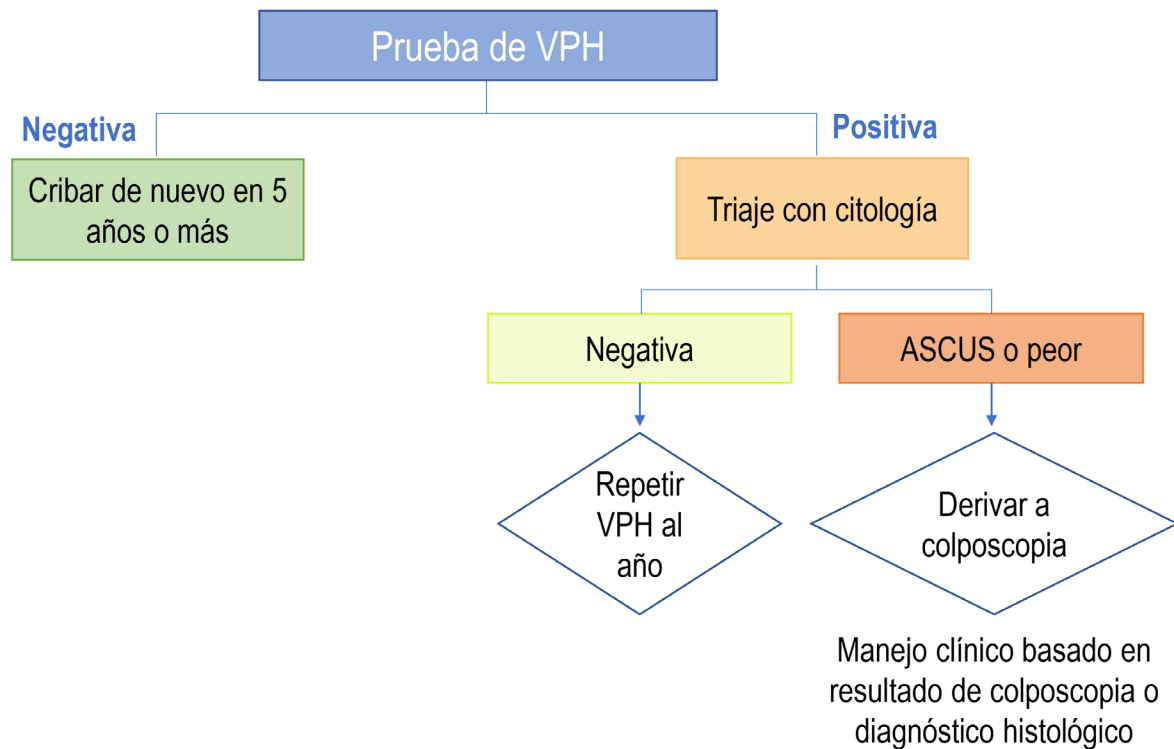 Prueba de VPH
Negativa
Positiva
Cribar de nuevo en 5
años o más
Triaje con citología
Negativa
ASCUS o peor
Repetir
VPH al
año
Derivar a
colposcopia
Manejo clínico basado en
resultado de colposcopia o
diagnóstico histológico